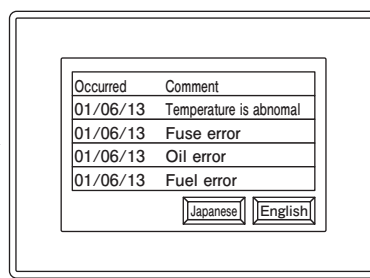 Occurred Comment
01/06/13 Temperature is abnomal
01/06/13 Fuse error
01/06/13 Oil error
01/06/13 Fuel error
Japanese English